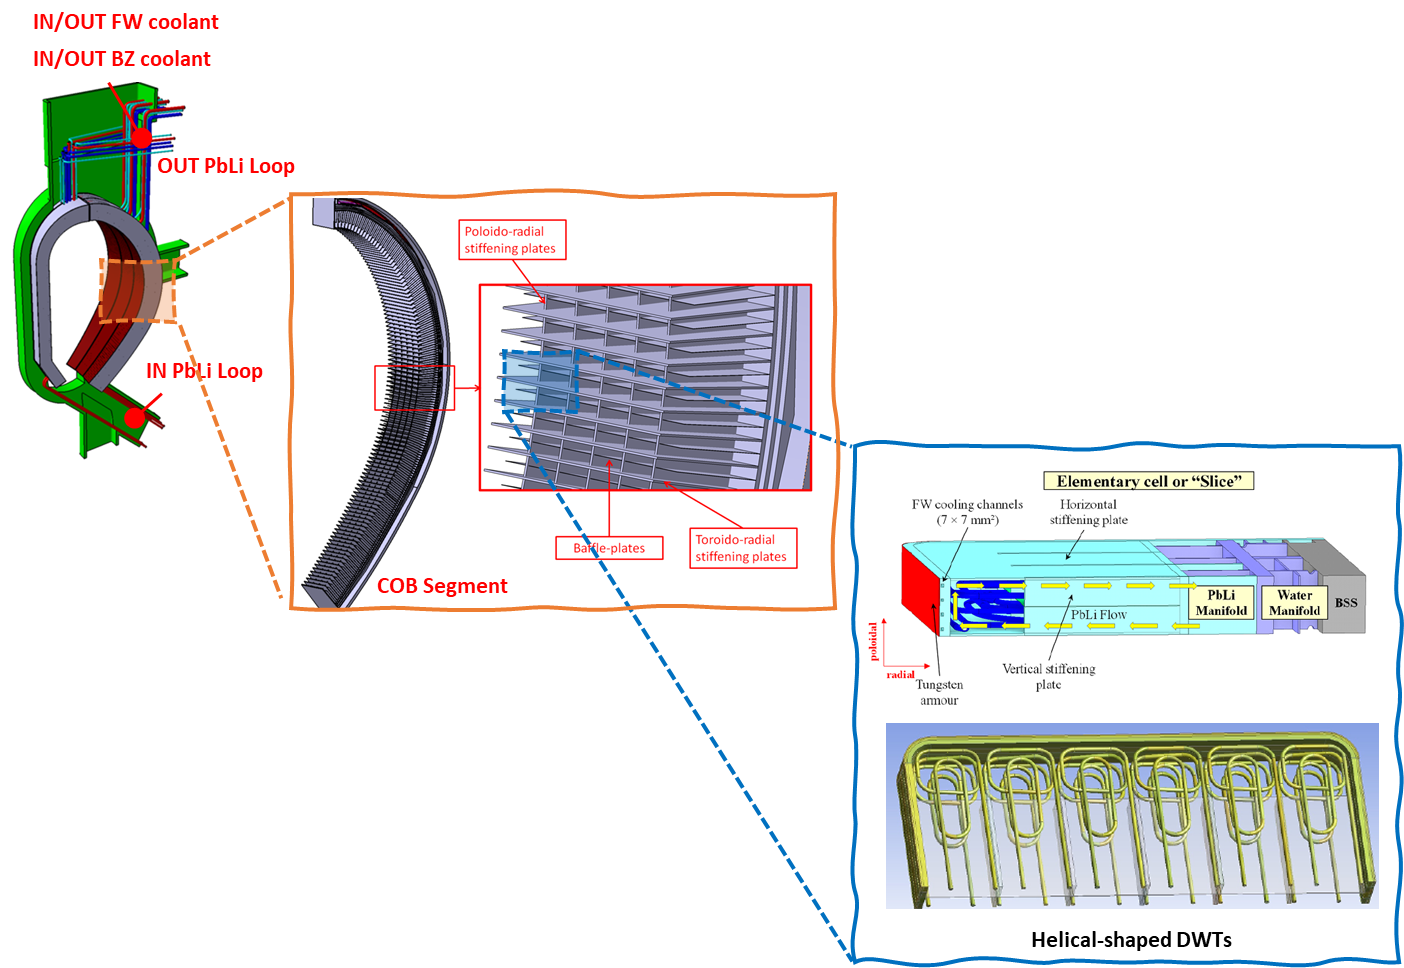 IN/OUT FW coolant
IN/OUT BZ coolant
OUT PbLi Loop
IN PbLi Loop
Poloido-radial
stiffening plates
Baffle-plates
Toroido-radial
stiffening plates
COB Segment
Elementary cell or “Slice”
FW cooling channels
(7 × 7 mm²)
Horizontal
stiffening plate
PbLi
Manifold
Water
Manifold
BSS
PbLi Flow
poloidal
radial
Tungsten
armour
Vertical stiffening
plate
Helical-shaped DWTs